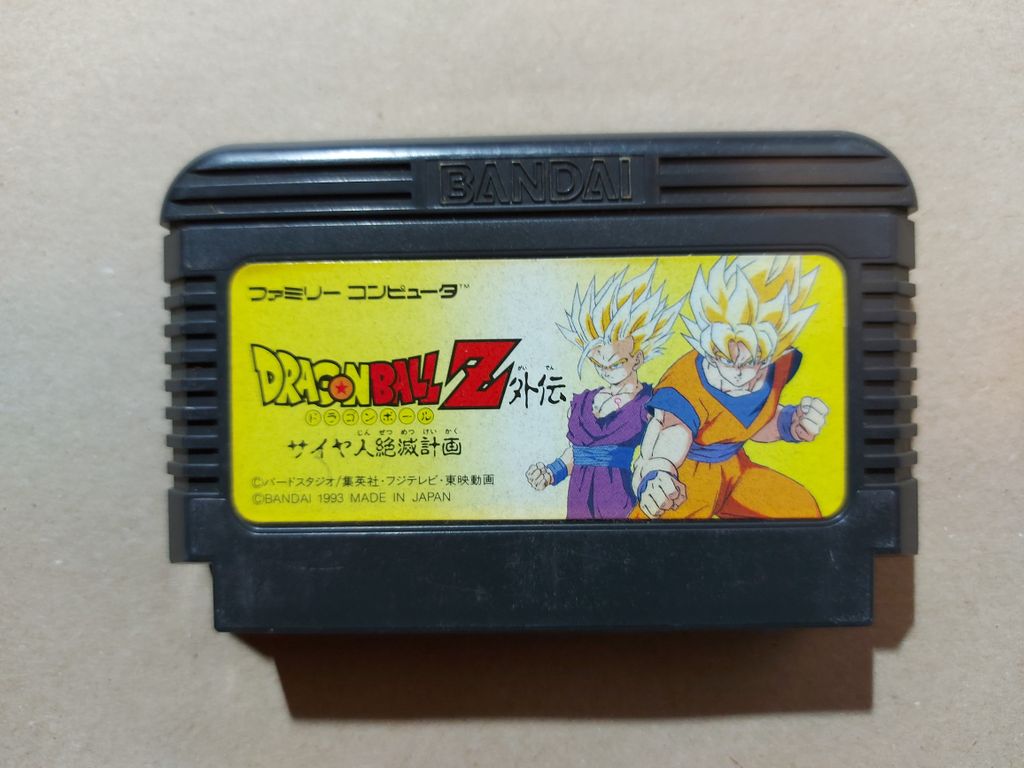 BANDAI
ファミリー コンピュータ™
DRAGON BALL Z 外伝
がい でん
ドラゴンボール
じん ぜつ めつ けい かく
サイヤ人絶滅計画
©バードスタジオ/集英社・フジテレビ・東映動画
©BANDAI 1993 MADE IN JAPAN